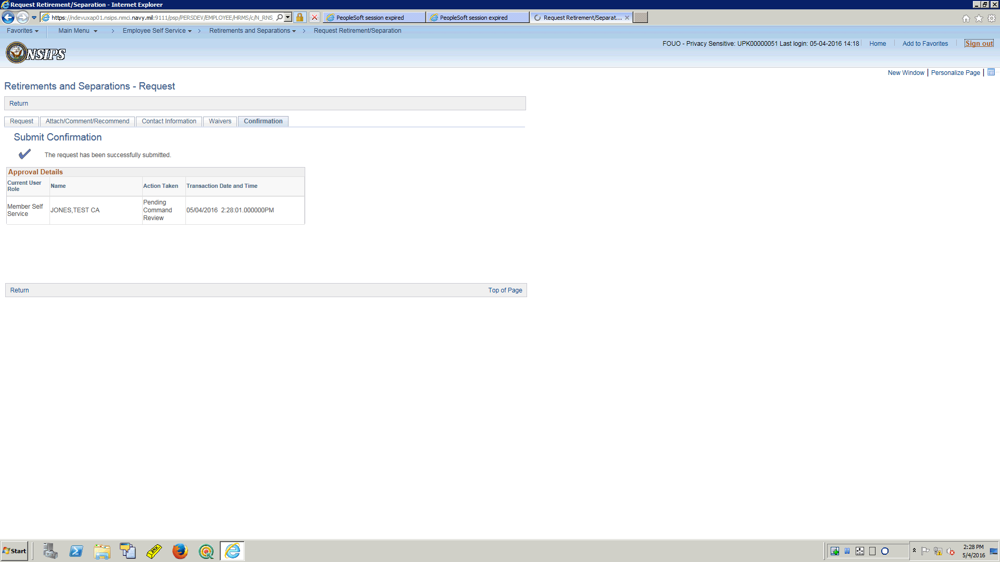 Request Retirement/Separation - Internet Explorer
https://ndevuxap01.nsips.nmci.navy.mil:9111/psp/PERSDEV/EMPLOYEE/HRMS/c/N_RNS_ PeopleSoft session expired PeopleSoft session expired Request Retirement/Separat...
Favorites Main Menu > Employee Self Service > Retirements and Separations > Request Retirement/Separation
FOUO - Privacy Sensitive: UPK00000051 Last login: 05-04-2016 14:18 Home Add to Favorites Sign out
NSIPS
New Window | Personalize Page |
Retirements and Separations - Request
Return
Request Attach/Comment/Recommend Contact Information Waivers Confirmation
Submit Confirmation
The request has been successfully submitted.
Approval Details
Current User Role Name Action Taken Transaction Date and Time
Member Self Service JONES,TEST CA Pending Command Review 05/04/2016 2:28:01.000000PM
Return Top of Page
Start 24X 2:28 PM
5/4/2016